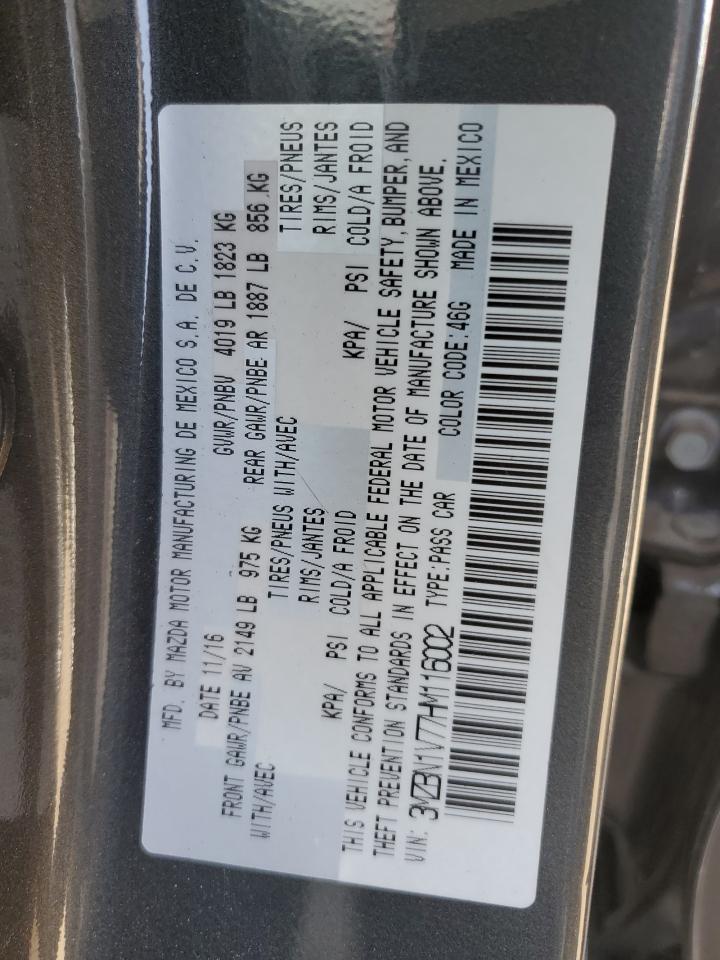 MFD. BY MAZDA MOTOR MANUFACTURING DE MEXICO S.A. DE C.V.
DATE 11/16 GVWR/PNBV 4019 LB 1823 KG
FRONT GAWR/PNBE AV 2149 LB 975 KG REAR GAWR/PNBE AR 1887 LB 856 KG
WITH/AVEC TIRES/PNEUS WITH/AVEC TIRES/PNEUS
RIMS/JANTES RIMS/JANTES
KPA/ PSI COLD/A FROID KPA/ PSI COLD/A FROID
THIS VEHICLE CONFORMS TO ALL APPLICABLE FEDERAL MOTOR VEHICLE SAFETY, BUMPER, AND
THEFT PREVENTION STANDARDS IN EFFECT ON THE DATE OF MANUFACTURE SHOWN ABOVE.
VIN: 3MZBN1V77HM116002 TYPE:PASS CAR COLOR CODE:46G MADE IN MEXICO